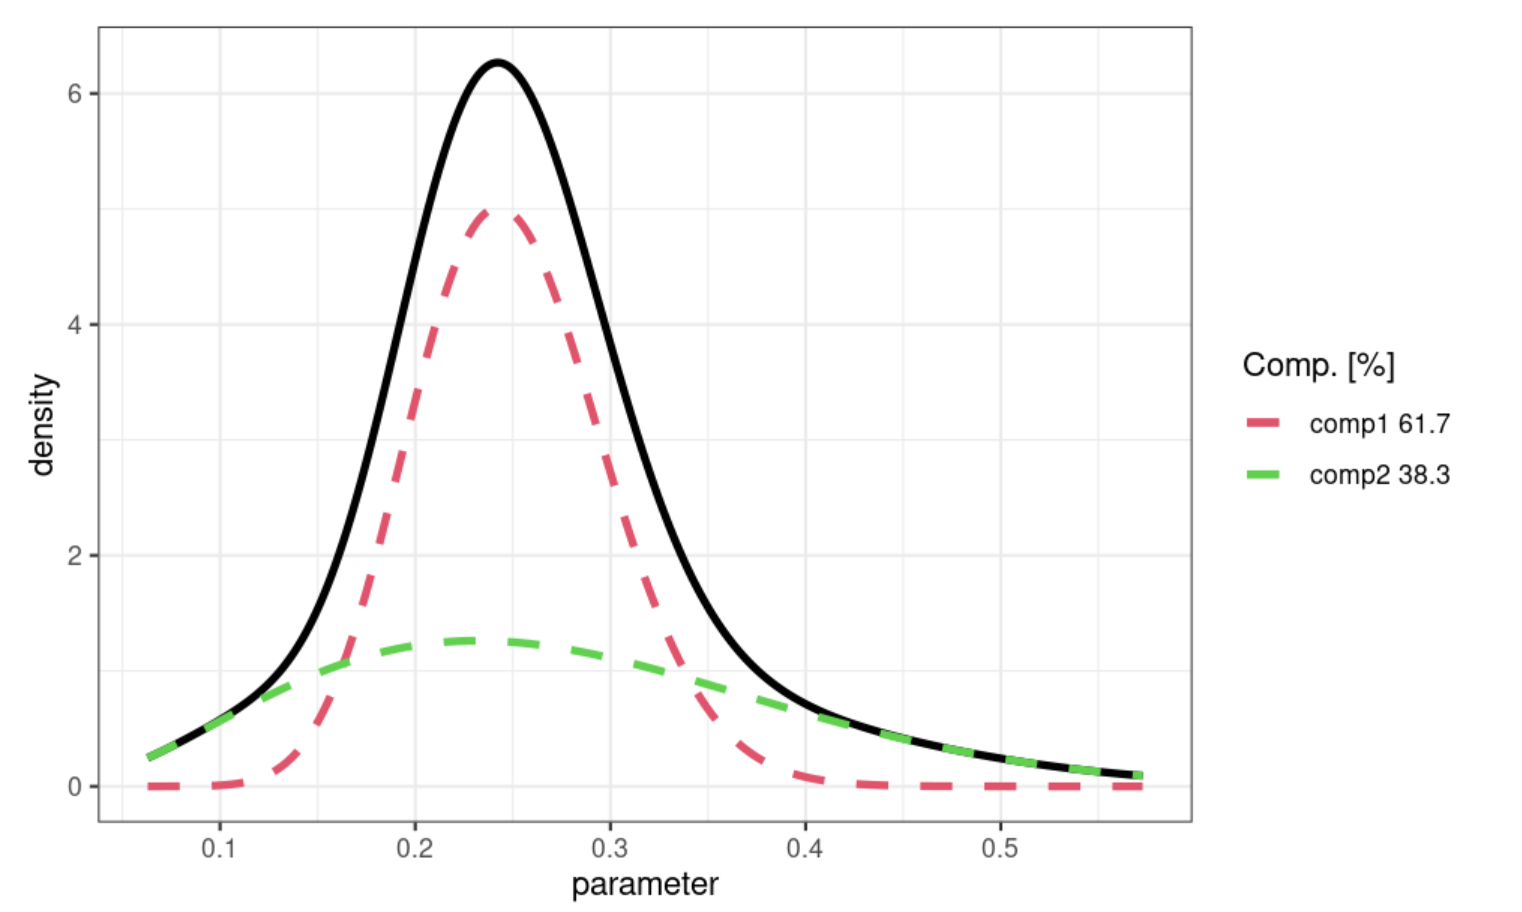 6
4
2
0
density
0.1 0.2 0.3 0.4 0.5
parameter
Comp. [%]
comp1 61.7
comp2 38.3